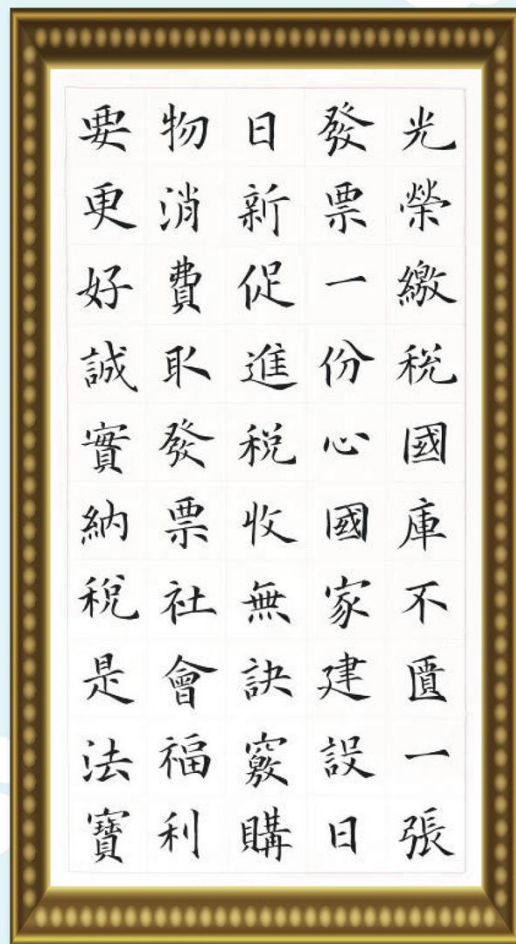 光榮繳稅國庫不匱一張
發票一份心國家建設日
日新促進税收無訣竅購
物消費取發票社會福利
要更好誠實納稅是法寶